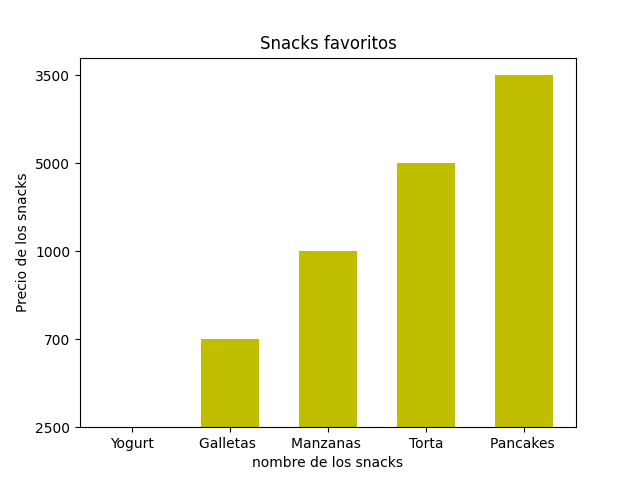 Snacks favoritos
3500
5000
1000
700
2500
Precio de los snacks
Yogurt Galletas Manzanas Torta Pancakes
nombre de los snacks